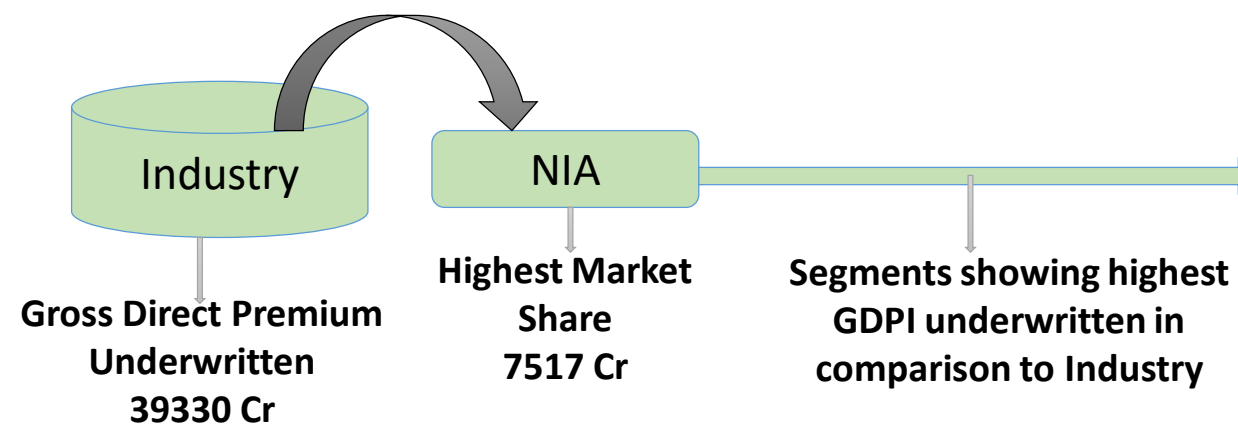 Industry
NIA
Gross Direct Premium
Underwritten
39330 Cr
Highest Market
Share
7517 Cr
Segments showing highest
GDPI underwritten in
comparison to Industry